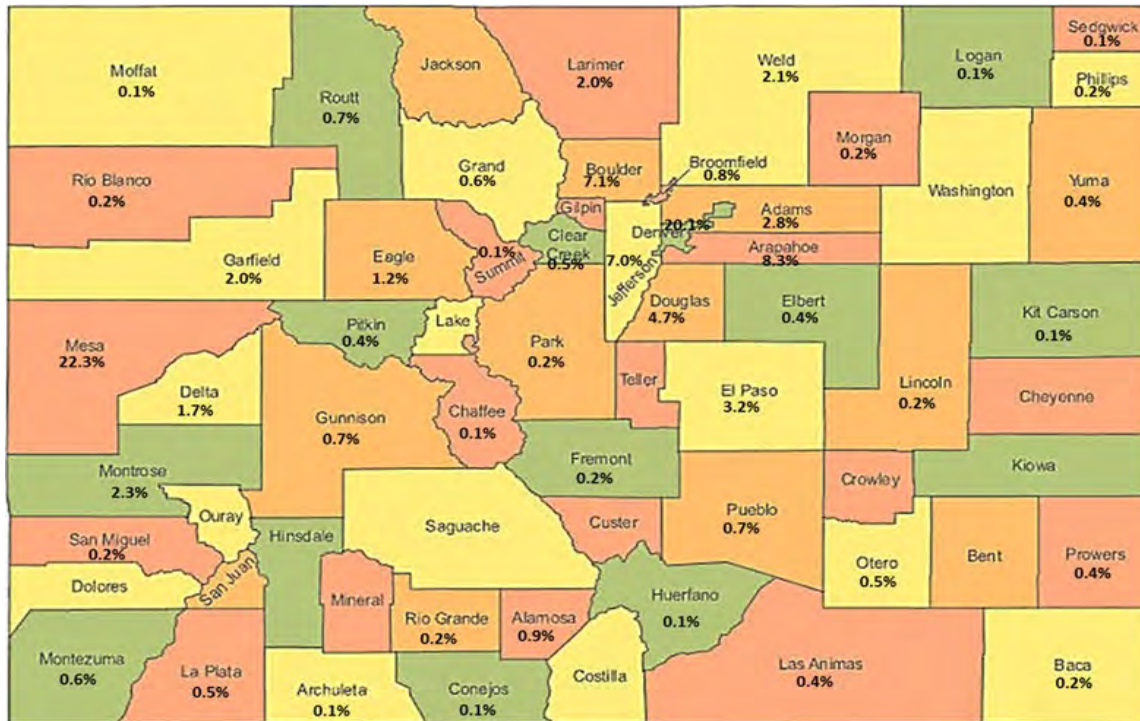 Moffat
0.1%
Routt
0.7%
Jackson
Larimer
2.0%
Weld
2.1%
Logan
0.1%
Sedgwick
0.1%
Phillips
0.2%
Rio Blanco
0.2%
Grand
0.6%
Boulder
7.1%
Broomfield
0.8%
Morgan
0.2%
Washington
Yuma
0.4%
Garfield
2.0%
Eagle
1.2%
0.1%
Summit
Gilpin
Clear
Creek
0.5%
7.0%
Jefferson
Denver
20.1%
Adams
2.8%
Arapahoe
8.3%
Mesa
22.3%
Pitkin
0.4%
Lake
Park
0.2%
Douglas
4.7%
Elbert
0.4%
Kit Carson
0.1%
Delta
1.7%
Gunnison
0.7%
Chaffee
0.1%
Teller
El Paso
3.2%
Lincoln
0.2%
Cheyenne
Montrose
2.3%
Fremont
0.2%
Crowley
Kiowa
Ouray
Saguache
Custer
Pueblo
0.7%
San Miguel
0.2%
Hinsdale
Otero
0.5%
Bent
Prowers
0.4%
Dolores
San Juan
Mineral
Rio Grande
0.2%
Alamosa
0.9%
Huerfano
0.1%
Montezuma
0.6%
La Plata
0.5%
Archuleta
0.1%
Conejos
0.1%
Costilla
Las Animas
0.4%
Baca
0.2%